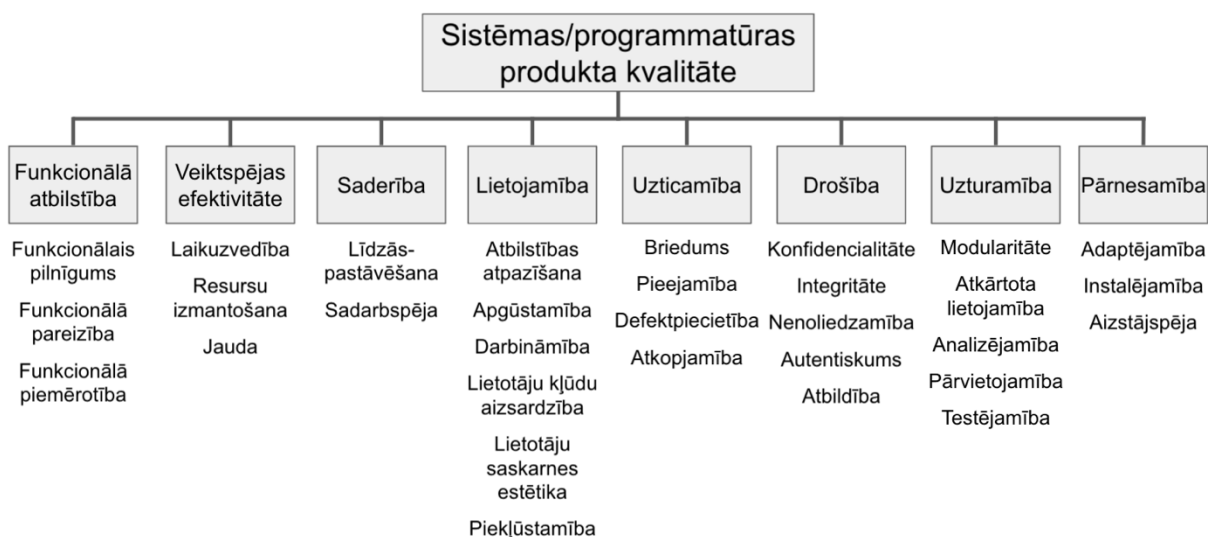 Sistēmas/programmatūras
produkta kvalitāte
Funkcionālā
atbilstība
Funkcionālais
pilnīgums
Funkcionālā
pareizība
Funkcionālā
piemērotība
Veiktspējas
efektivitāte
Laikuzvedība
Resursu
izmantošana
Jauda
Saderība
Līdzās-
pastāvēšana
Sadarbspēja
Lietojamība
Atbilstības
atpazīšana
Apgūstamība
Darbināmība
Lietotāju kļūdu
aizsardzība
Lietotāju
saskarnes
estētika
Piekļūstamība
Uzticamība
Briedums
Pieejamība
Defektpiecietība
Atkopjamība
Drošība
Konfidencialitāte
Integritāte
Nenoliedzamība
Autentiskums
Atbildība
Uzturamība
Modularitāte
Atkārtota
lietojamība
Analizējamība
Pārvietojamība
Testējamība
Pārnesamība
Adaptējamība
Instalējamība
Aizstājspēja